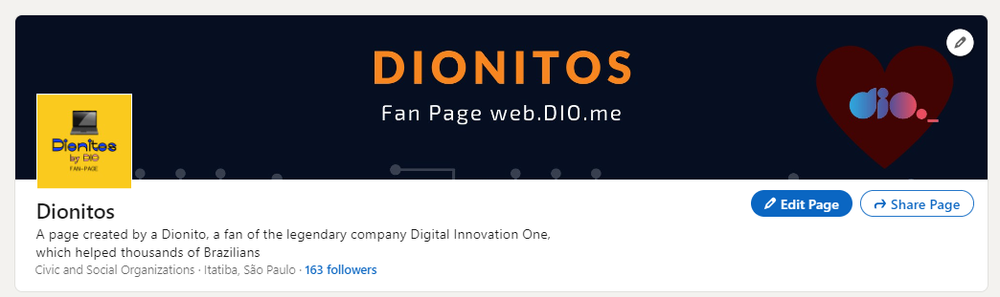 DIONITOS
Fan Page web.DIO.me
dio._
Dionitos
by DIO
FAN-PAGE
Edit Page
Share Page
Dionitos
A page created by a Dionito, a fan of the legendary company Digital Innovation One,
which helped thousands of Brazilians
Civic and Social Organizations · Itatiba, São Paulo · 163 followers